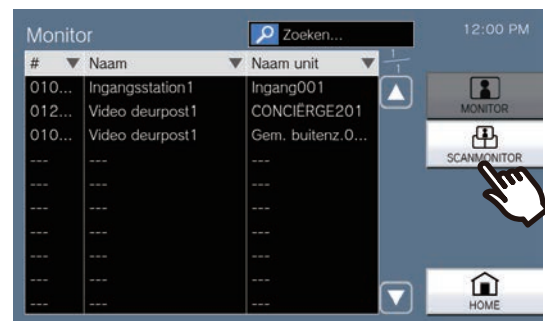 Monitor Zoeken... 12:00 PM
# Naam Naam unit 1/1
010... Ingangsstation1 Ingang001
012... Video deurpost1 CONCIËRGE201
010... Video deurpost1 Gem. buitenz.0...
--- --- ---
--- --- ---
--- --- ---
--- --- ---
--- --- ---
--- --- ---
--- --- ---
MONITOR
SCANMONITOR
HOME